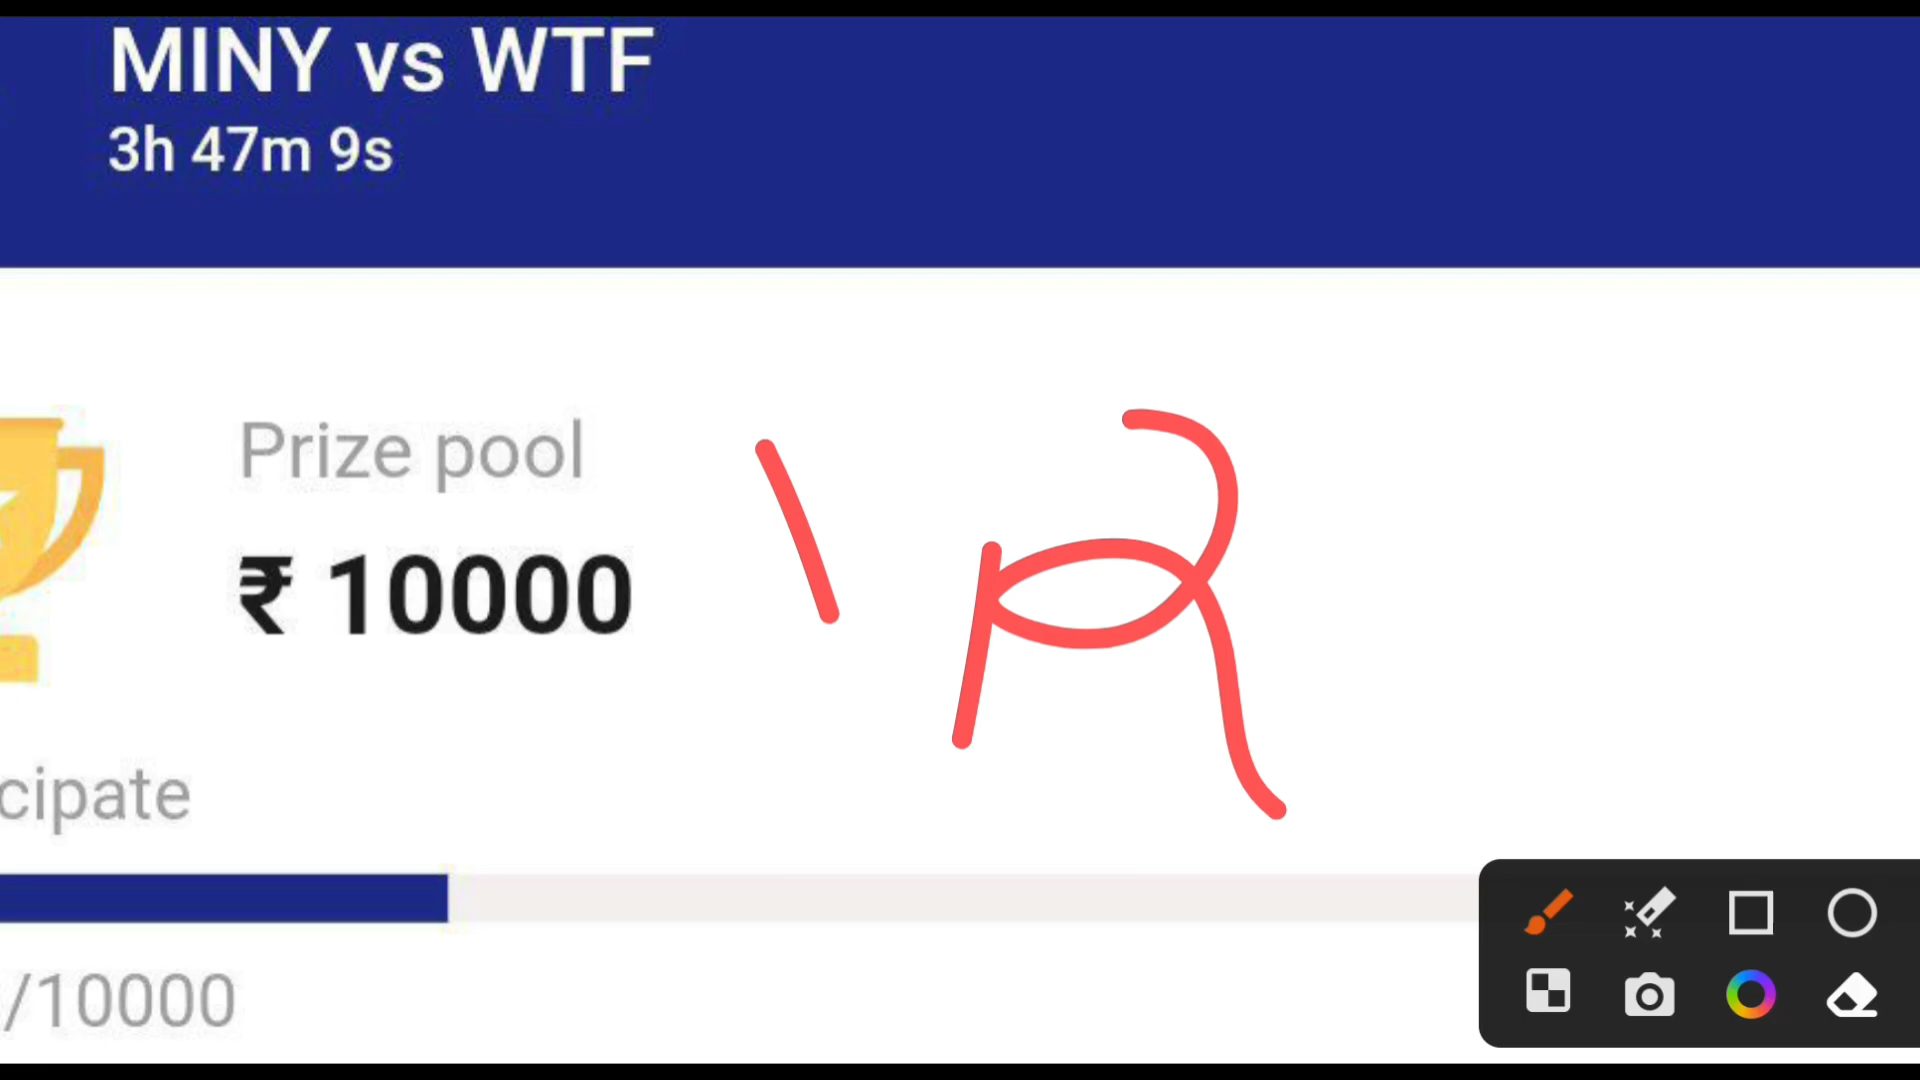 MINY vs WTF
3h 47m 9s
Prize pool
₹ 10000
cipate
/10000